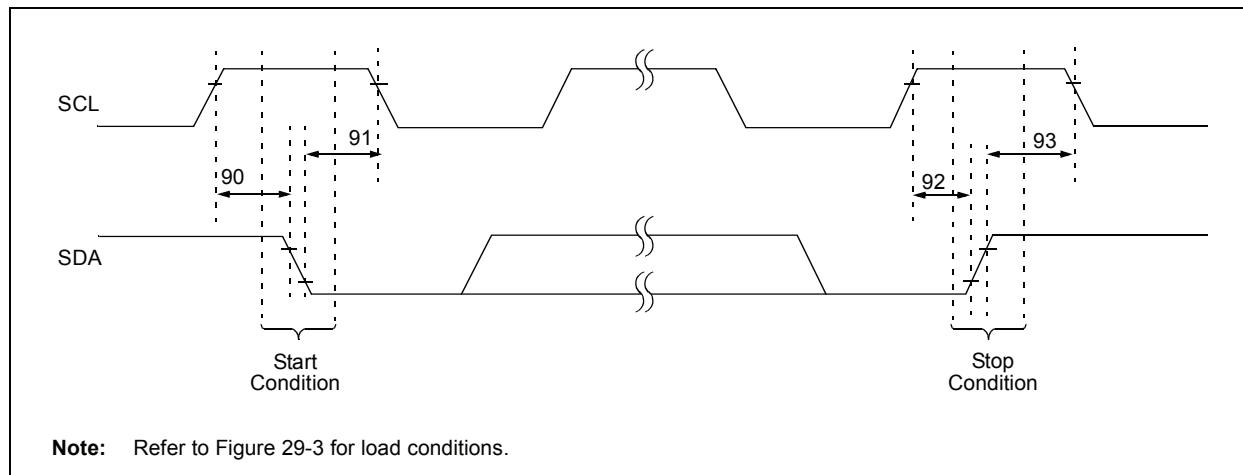 SCL
91
93
90
92
SDA
Start
Condition
Stop
Condition
Note: Refer to Figure 29-3 for load conditions.